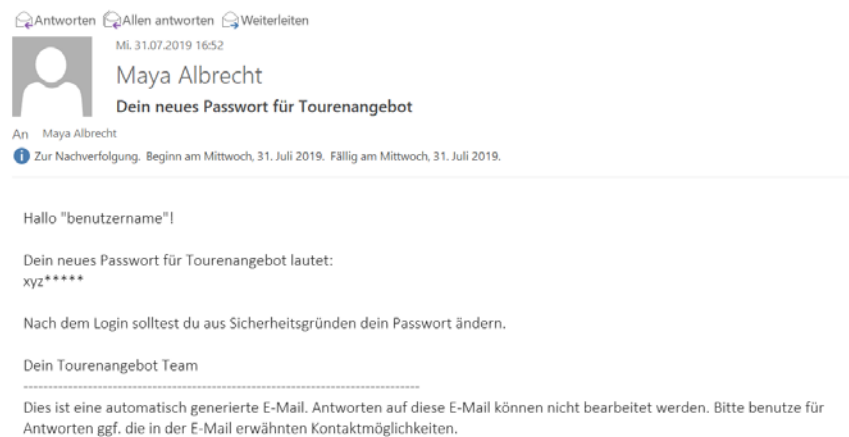 Antworten Allen antworten Weiterleiten
Mi. 31.07.2019 16:52
Maya Albrecht
Dein neues Passwort für Tourenangebot
An Maya Albrecht
Zur Nachverfolgung. Beginn am Mittwoch, 31. Juli 2019. Fällig am Mittwoch, 31. Juli 2019.
Hallo "benutzername"!
Dein neues Passwort für Tourenangebot lautet:
xyz*****
Nach dem Login solltest du aus Sicherheitsgründen dein Passwort ändern.
Dein Tourenangebot Team
--------------------------------------------------------------------------------
Dies ist eine automatisch generierte E-Mail. Antworten auf diese E-Mail können nicht bearbeitet werden. Bitte benutze für
Antworten ggf. die in der E-Mail erwähnten Kontaktmöglichkeiten.